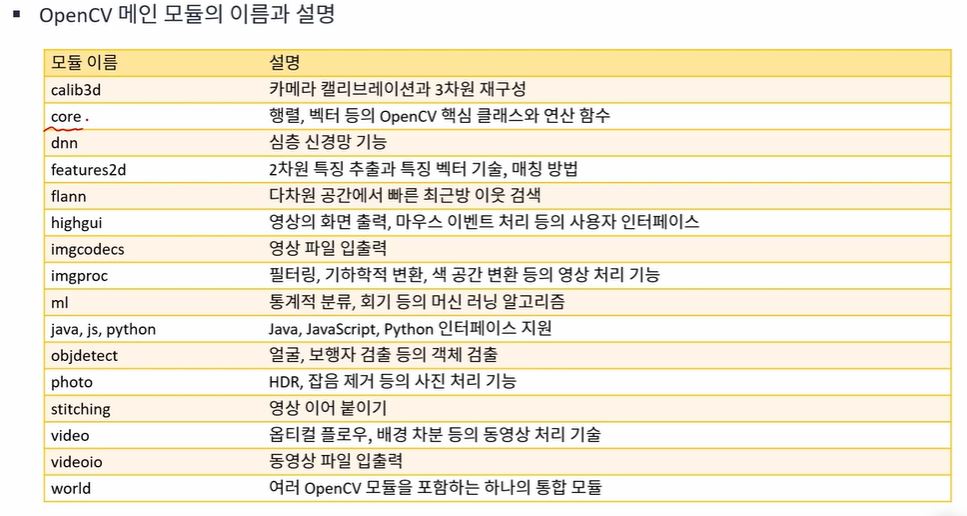 ▪ OpenCV 메인 모듈의 이름과 설명
모듈 이름 설명
calib3d 카메라 캘리브레이션과 3차원 재구성
core 행렬, 벡터 등의 OpenCV 핵심 클래스와 연산 함수
dnn 심층 신경망 기능
features2d 2차원 특징 추출과 특징 벡터 기술, 매칭 방법
flann 다차원 공간에서 빠른 최근방 이웃 검색
highgui 영상의 화면 출력, 마우스 이벤트 처리 등의 사용자 인터페이스
imgcodecs 영상 파일 입출력
imgproc 필터링, 기하학적 변환, 색 공간 변환 등의 영상 처리 기능
ml 통계적 분류, 회기 등의 머신 러닝 알고리즘
java, js, python Java, JavaScript, Python 인터페이스 지원
objdetect 얼굴, 보행자 검출 등의 객체 검출
photo HDR, 잡음 제거 등의 사진 처리 기능
stitching 영상 이어 붙이기
video 옵티컬 플로우, 배경 차분 등의 동영상 처리 기술
videoio 동영상 파일 입출력
world 여러 OpenCV 모듈을 포함하는 하나의 통합 모듈